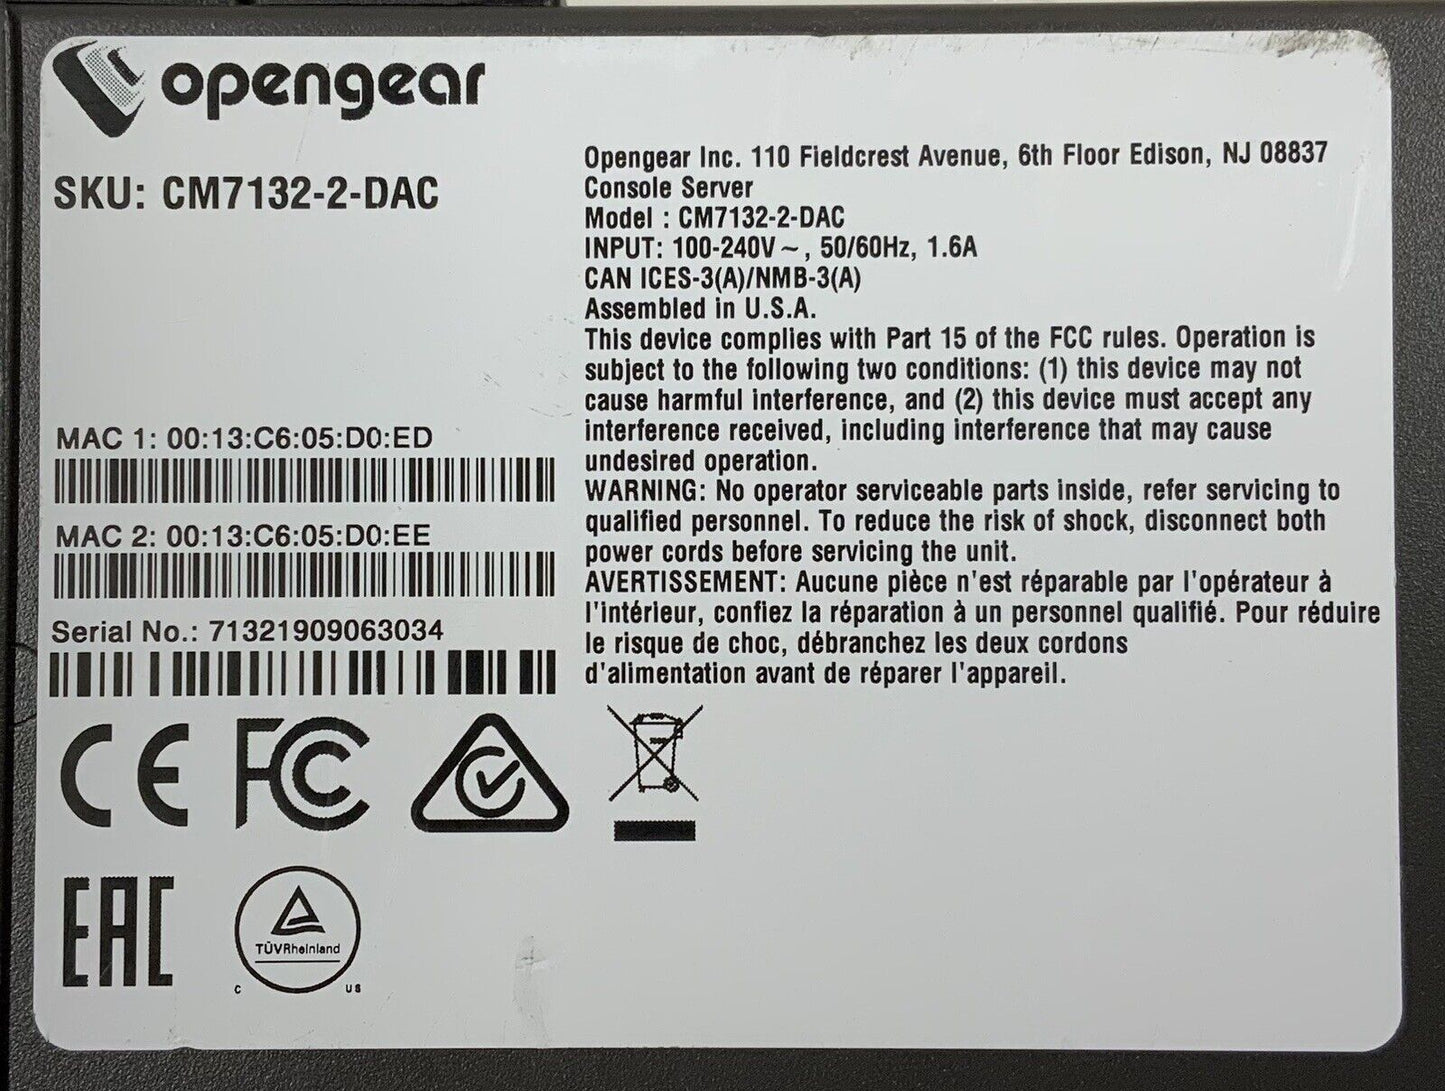 opengear
SKU: CM7132-2-DAC
MAC 1: 00:13:C6:05:D0:ED
MAC 2: 00:13:C6:05:D0:EE
Serial No.: 71321909063034
Opengear Inc. 110 Fieldcrest Avenue, 6th Floor Edison, NJ 08837
Console Server
Model : CM7132-2-DAC
INPUT: 100-240V ~, 50/60Hz, 1.6A
CAN ICES-3(A)/NMB-3(A)
Assembled in U.S.A.
This device complies with Part 15 of the FCC rules. Operation is
subject to the following two conditions: (1) this device may not
cause harmful interference, and (2) this device must accept any
interference received, including interference that may cause
undesired operation.
WARNING: No operator serviceable parts inside, refer servicing to
qualified personnel. To reduce the risk of shock, disconnect both
power cords before servicing the unit.
AVERTISSEMENT: Aucune pièce n'est réparable par l'opérateur à
l'intérieur, confiez la réparation à un personnel qualifié. Pour réduire
le risque de choc, débranchez les deux cordons
d'alimentation avant de réparer l'appareil.
CE FC
EAC
TÜVRheinland
C US